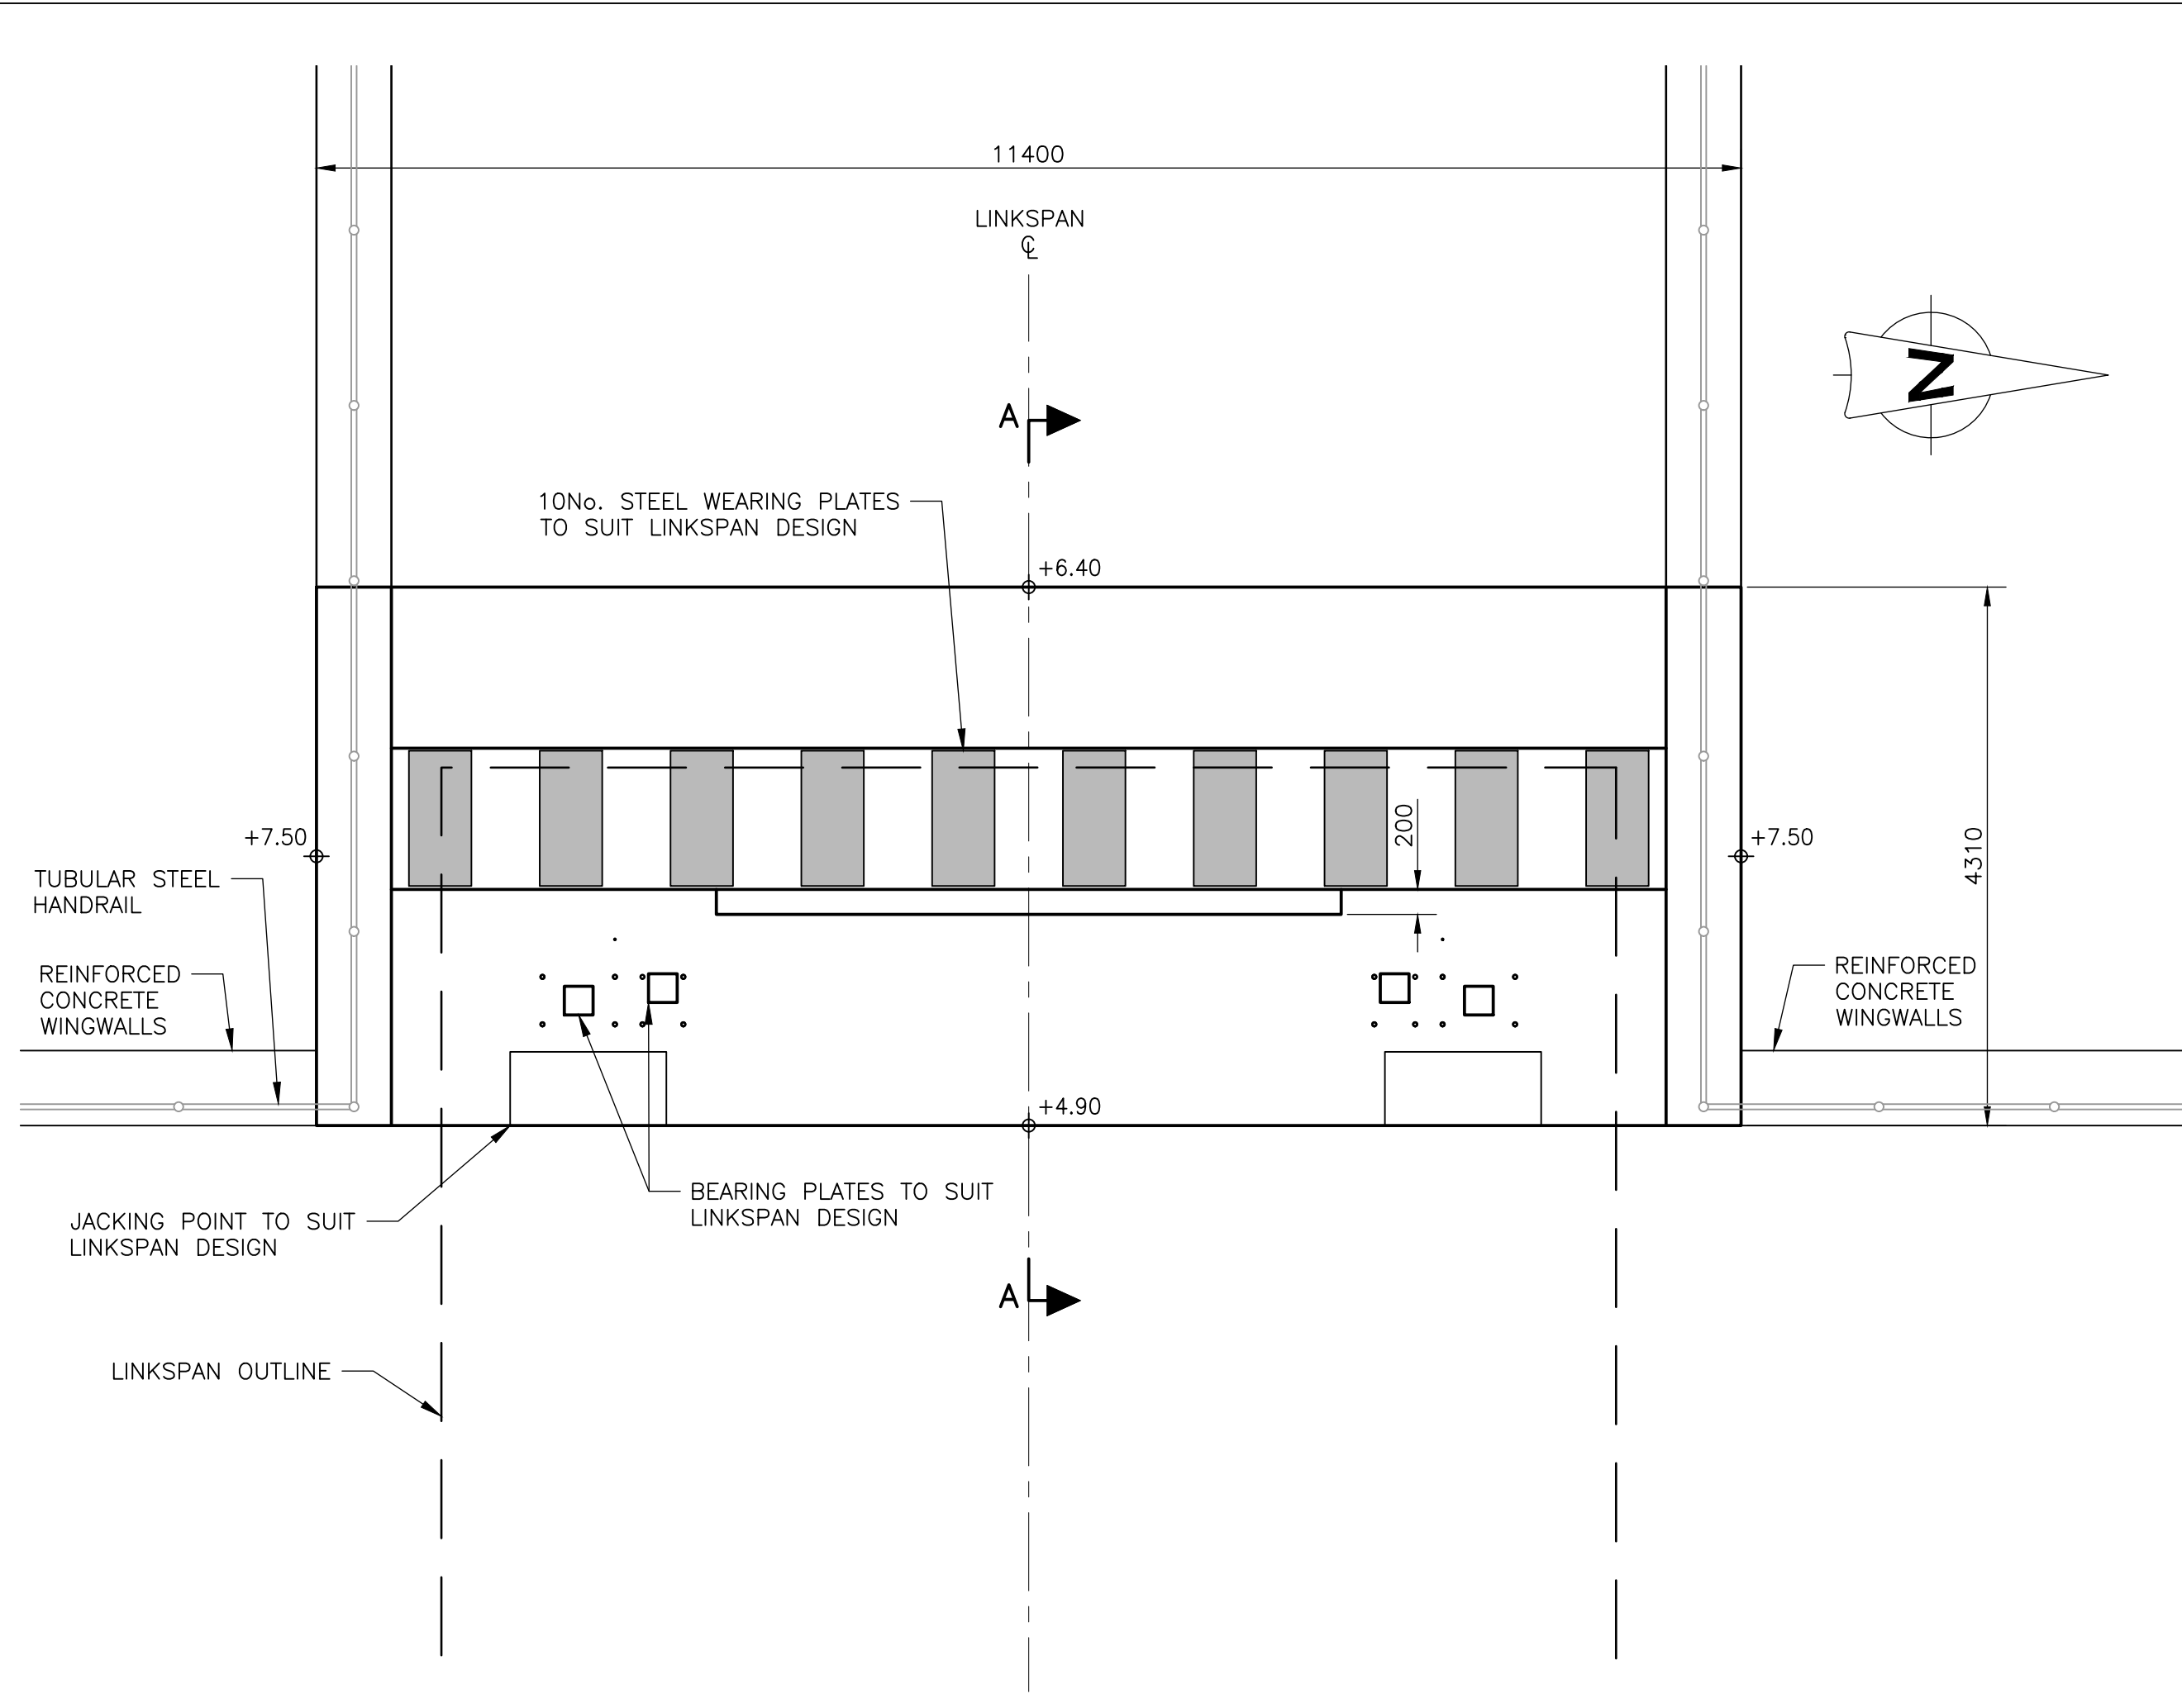 11400
LINKSPAN
℄
A
N
10No. STEEL WEARING PLATES
TO SUIT LINKSPAN DESIGN
+6.40
200
+7.50
+7.50
4310
TUBULAR STEEL
HANDRAIL
REINFORCED
CONCRETE
WINGWALLS
REINFORCED
CONCRETE
WINGWALLS
+4.90
BEARING PLATES TO SUIT
LINKSPAN DESIGN
JACKING POINT TO SUIT
LINKSPAN DESIGN
A
LINKSPAN OUTLINE